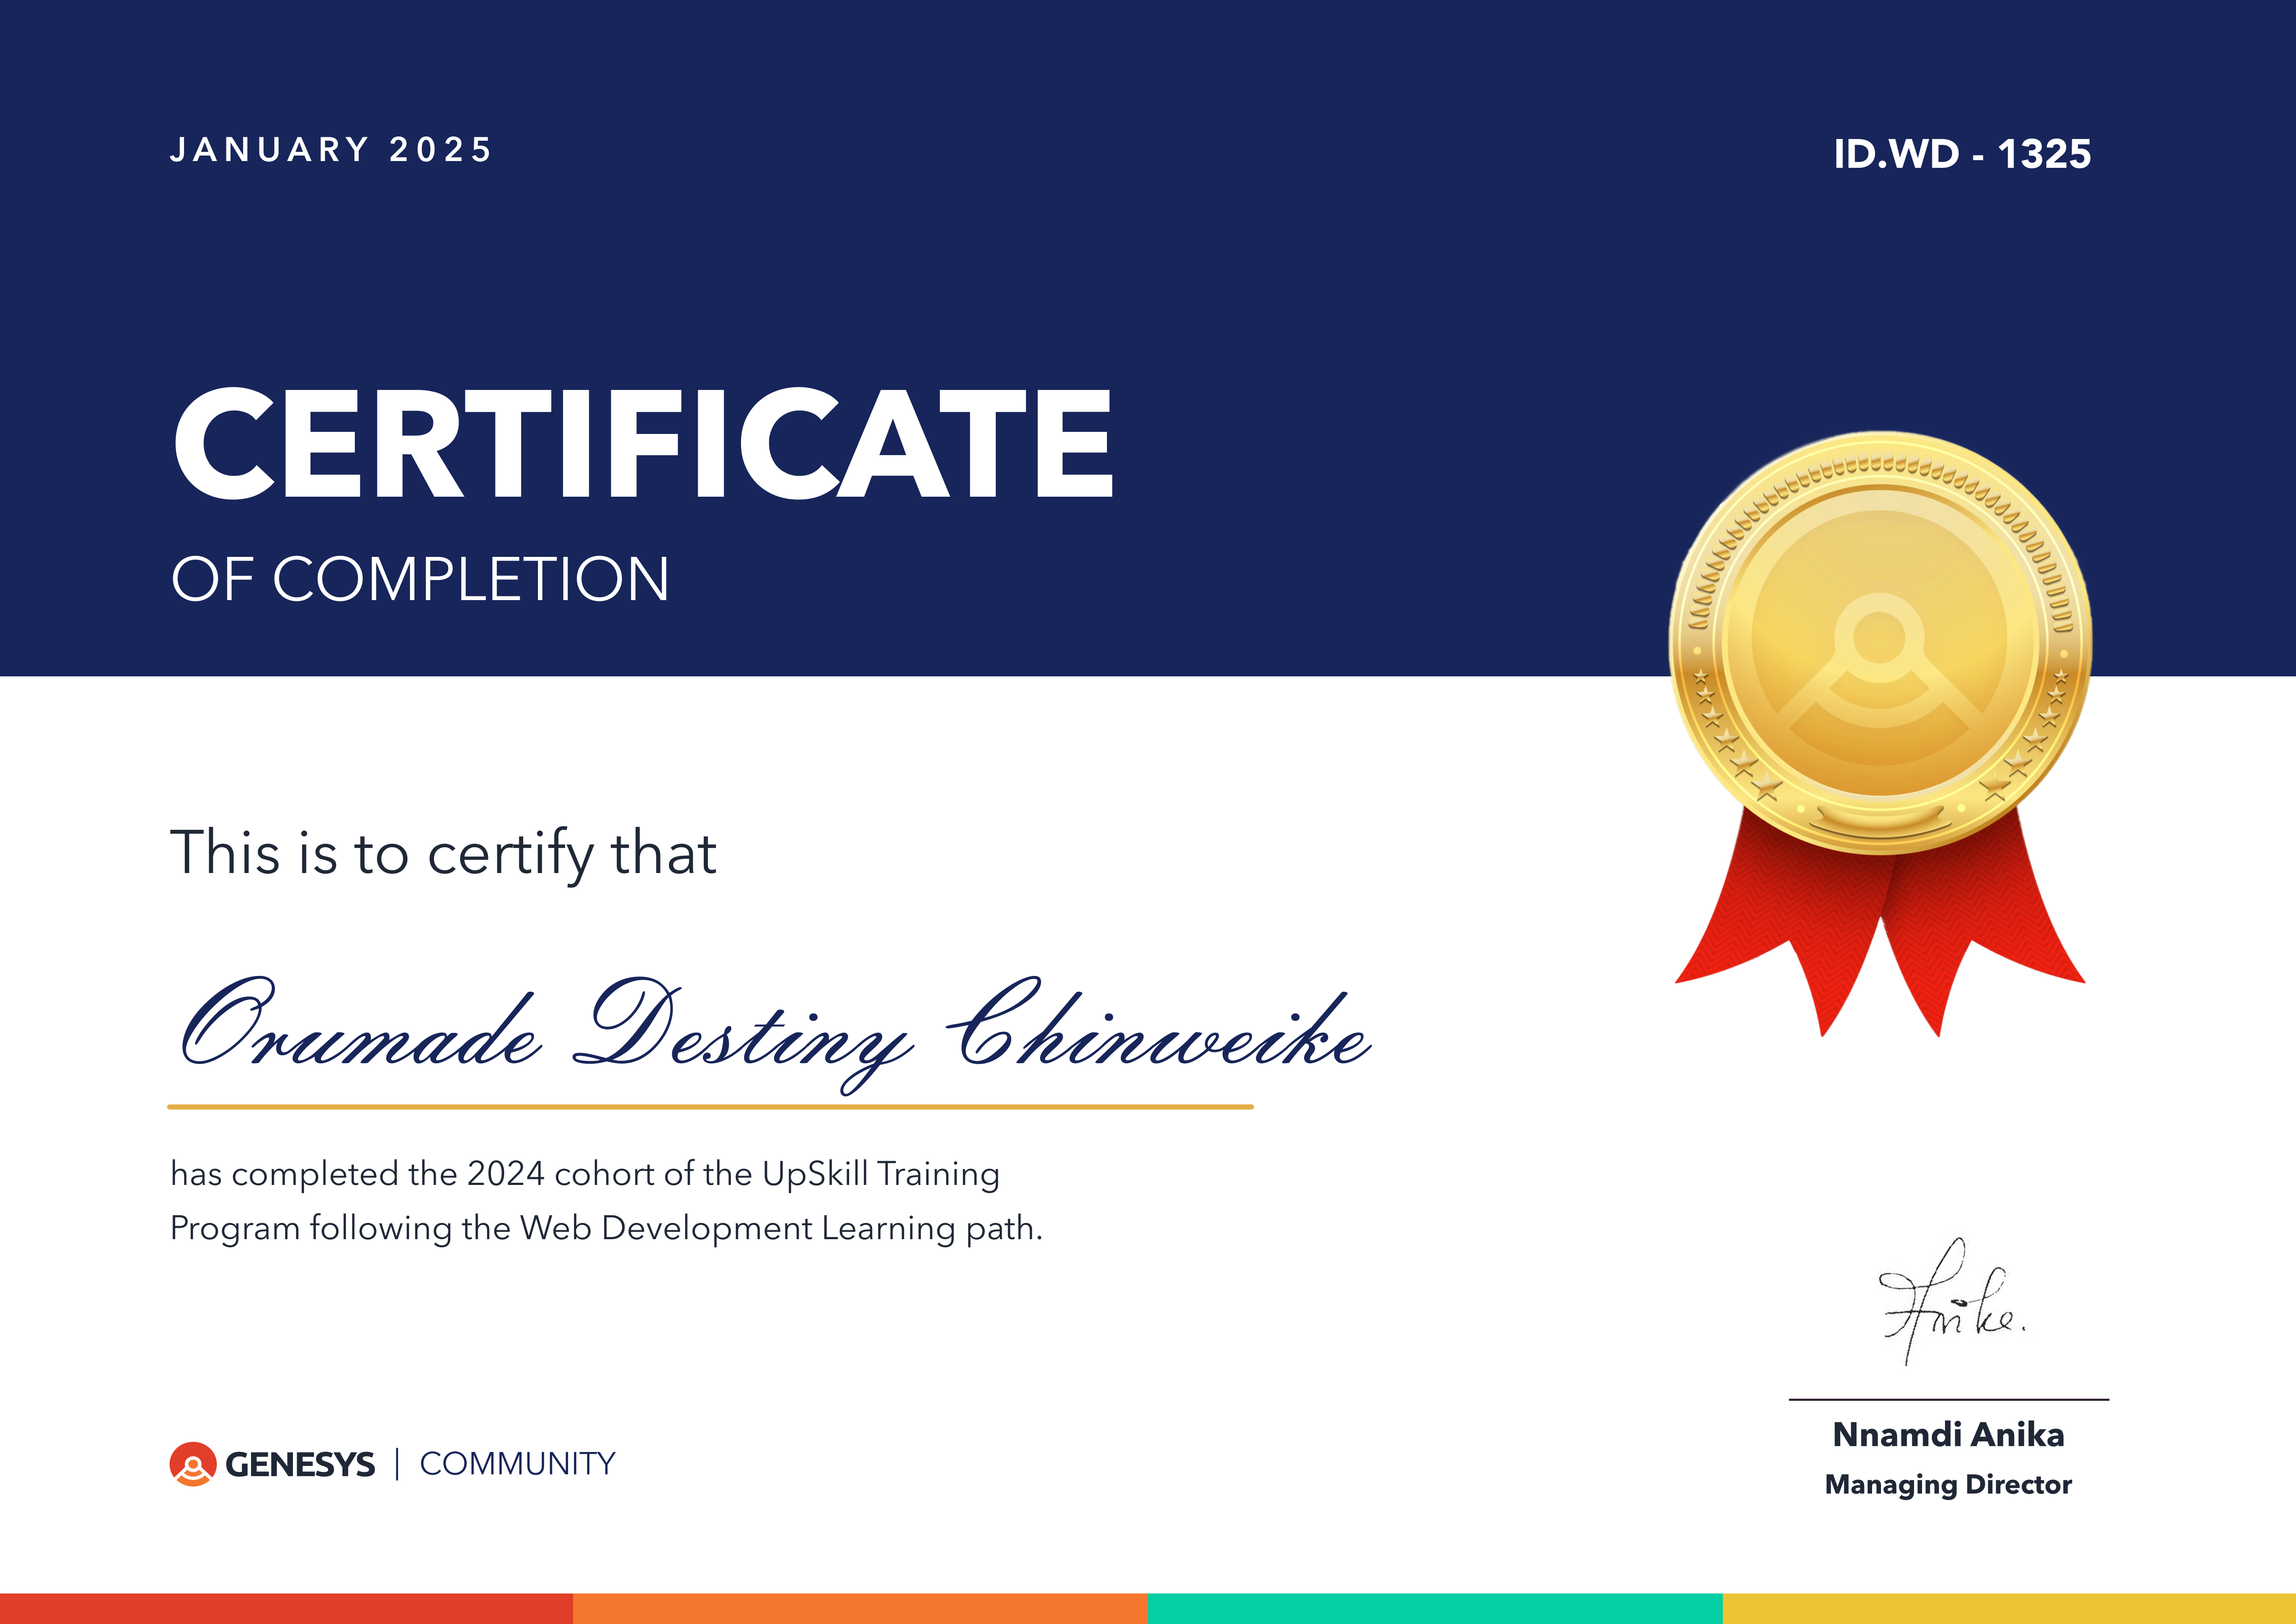 JANUARY 2025
ID.WD - 1325
CERTIFICATE
OF COMPLETION
This is to certify that
Orumade Destiny Chinweike
has completed the 2024 cohort of the UpSkill Training
Program following the Web Development Learning path.
Anika.
GENESYS | COMMUNITY
Nnamdi Anika
Managing Director